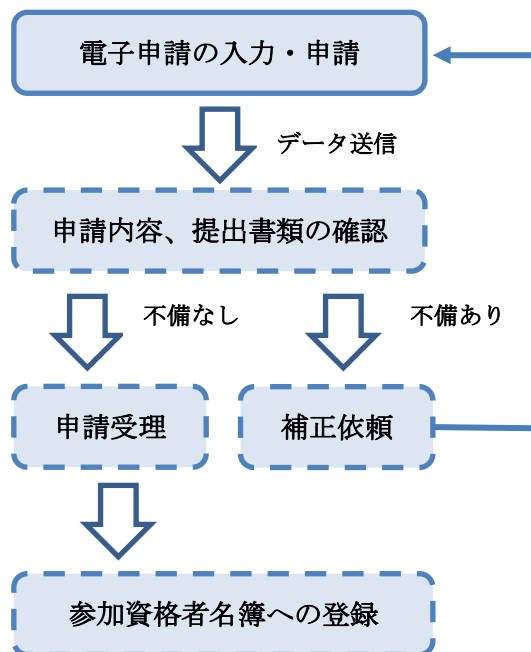 電子申請の入力・申請
データ送信
申請内容、提出書類の確認
不備なし
不備あり
申請受理
補正依頼
参加資格者名簿への登録